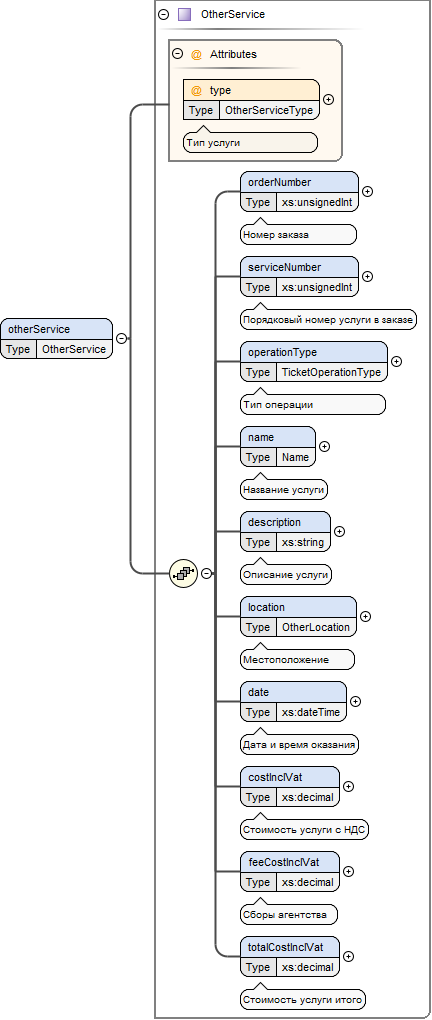 OtherService
@ Attributes
@ type
Type OtherServiceType
Тип услуги
orderNumber
Type xs:unsignedInt
Номер заказа
serviceNumber
Type xs:unsignedInt
Порядковый номер услуги в заказе
otherService
Type OtherService
operationType
Type TicketOperationType
Тип операции
name
Type Name
Название услуги
description
Type xs:string
Описание услуги
location
Type OtherLocation
Местоположение
date
Type xs:dateTime
Дата и время оказания
costInclVat
Type xs:decimal
Стоимость услуги с НДС
feeCostInclVat
Type xs:decimal
Сборы агентства
totalCostInclVat
Type xs:decimal
Стоимость услуги итого